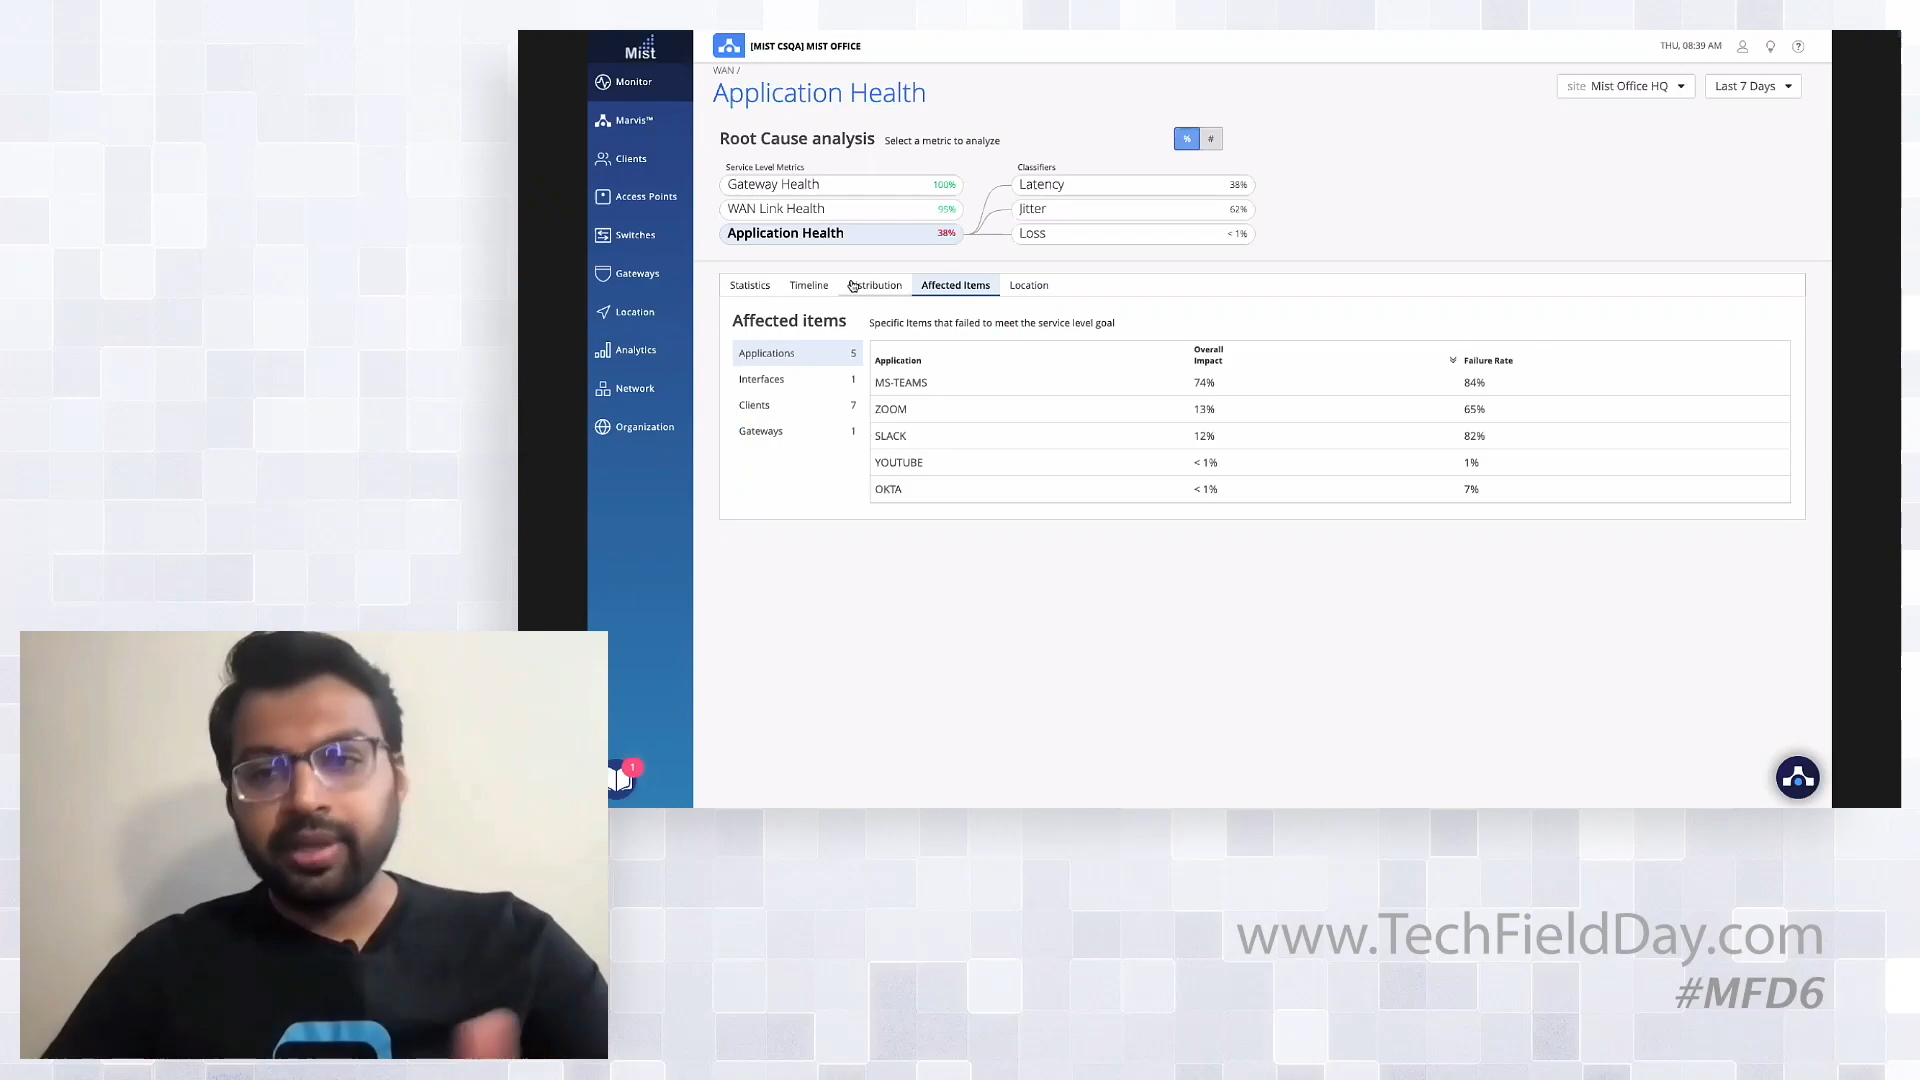 Mist
[MIST CSQA] MIST OFFICE
THU, 08:39 AM
Monitor
Marvis™
Clients
Access Points
Switches
Gateways
Location
Analytics
Network
Organization
1
WAN /
Application Health
site Mist Office HQ
Last 7 Days
Root Cause analysis Select a metric to analyze
% #
Service Level Metrics
Gateway Health 100%
WAN Link Health 95%
Application Health 38%
Classifiers
Latency 38%
Jitter 62%
Loss < 1%
Statistics Timeline Distribution Affected Items Location
Affected items Specific items that failed to meet the service level goal
Applications 5
Interfaces 1
Clients 7
Gateways 1
Application Overall Impact Failure Rate
MS-TEAMS 74% 84%
ZOOM 13% 65%
SLACK 12% 82%
YOUTUBE < 1% 1%
OKTA < 1% 7%
www.TechFieldDay.com
#MFD6